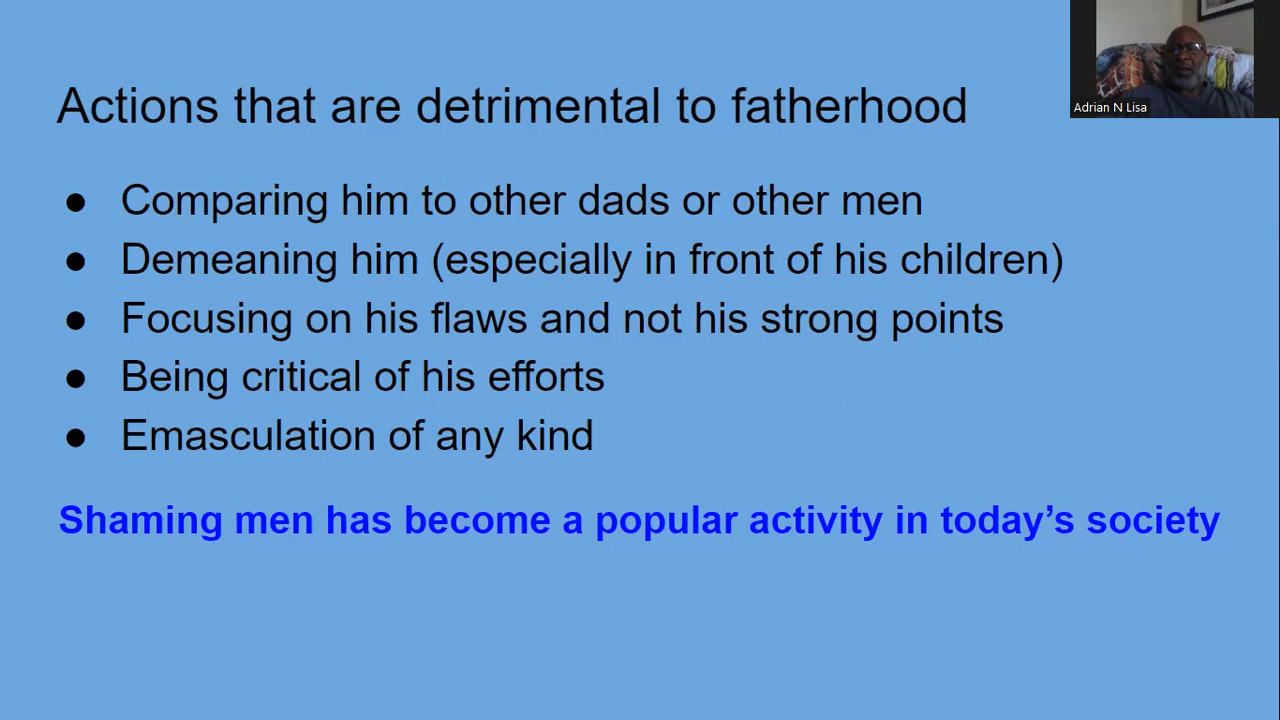 Adrian N Lisa
Actions that are detrimental to fatherhood
● Comparing him to other dads or other men
● Demeaning him (especially in front of his children)
● Focusing on his flaws and not his strong points
● Being critical of his efforts
● Emasculation of any kind
Shaming men has become a popular activity in today’s society